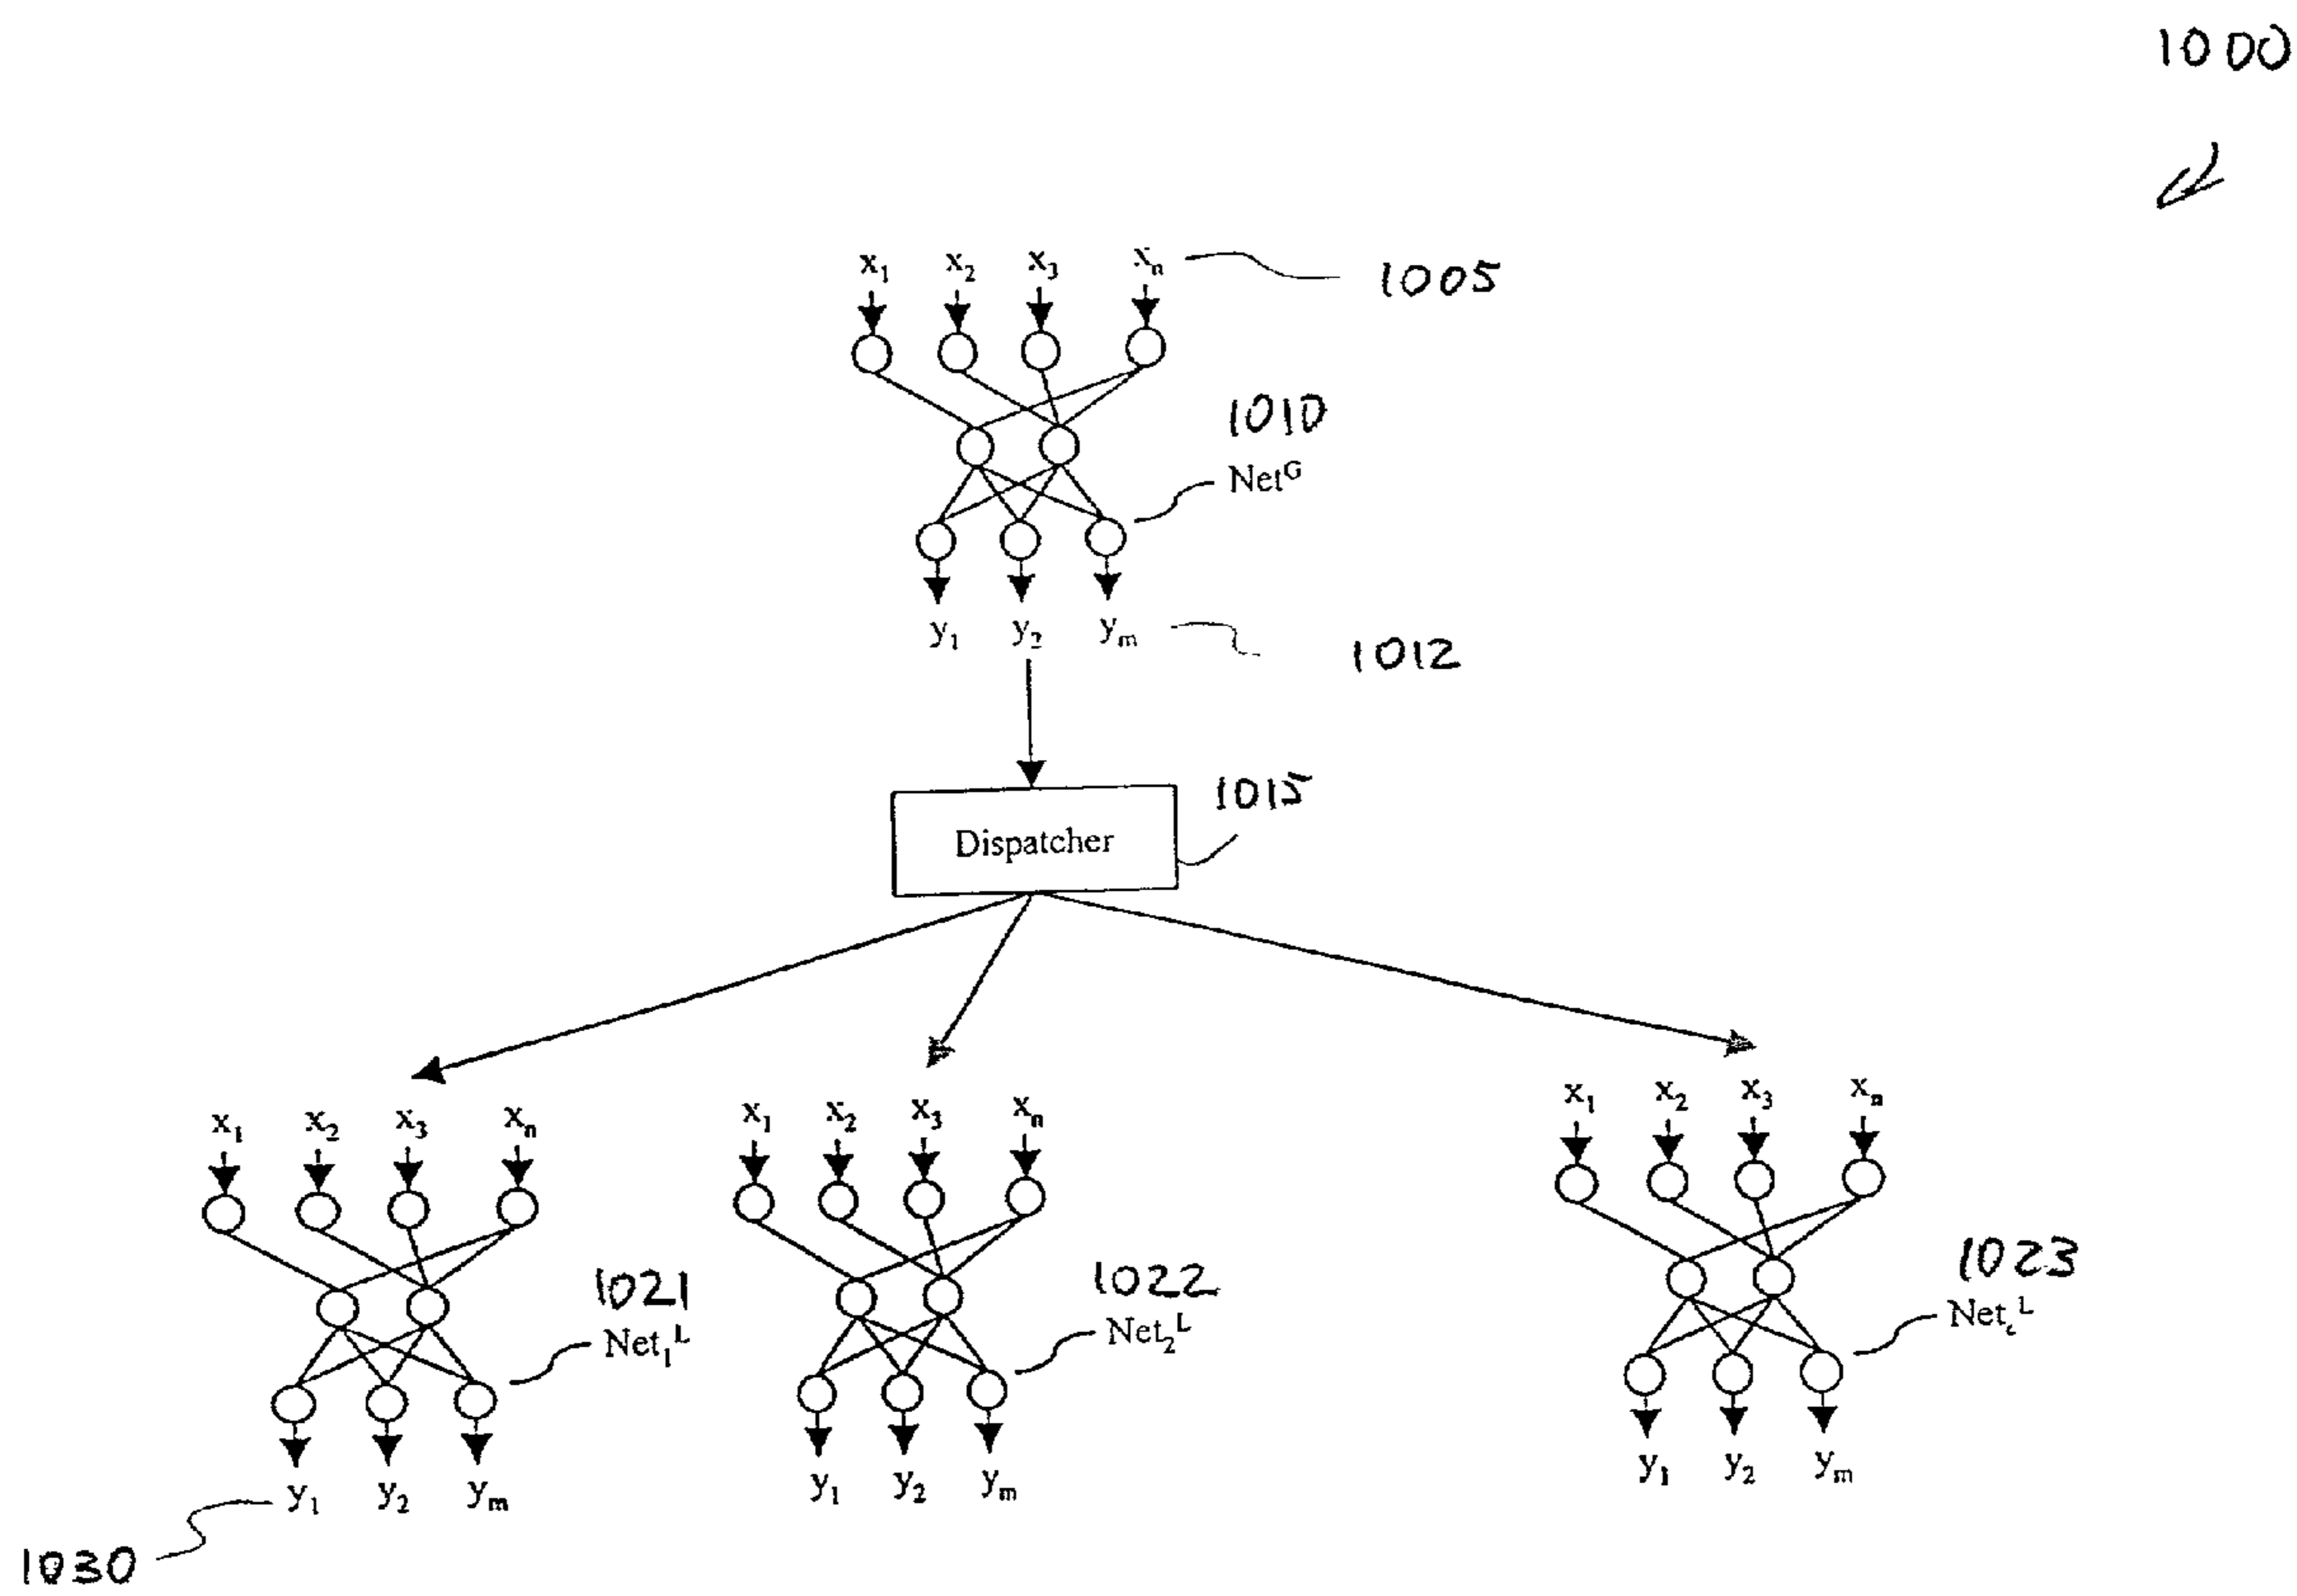 1000
x₁ x₂ x₃ xₙ 1005
1010
Netᴳ
y₁ y₂ yₘ 1012
1015
Dispatcher
x₁ x₂ x₃ xₙ x₁ x₂ x₃ xₙ x₁ x₂ x₃ xₙ
1021 1022 1023
Net₁ᴸ Net₂ᴸ Net꜀ᴸ
y₁ y₂ yₘ y₁ y₂ yₘ y₁ y₂ yₘ
1030